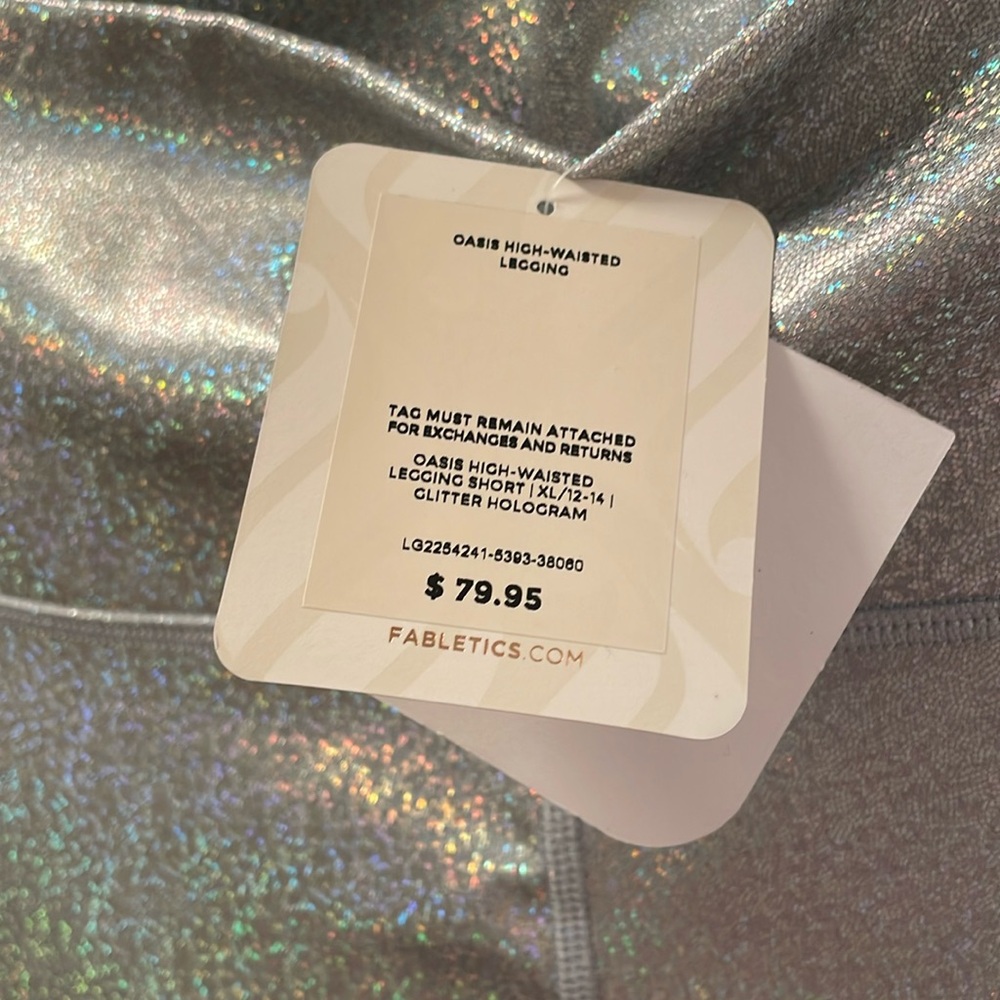 OASIS HIGH-WAISTED
LEGGING
TAG MUST REMAIN ATTACHED
FOR EXCHANGES AND RETURNS
OASIS HIGH-WAISTED
LEGGING SHORT | XL/12-14 |
GLITTER HOLOGRAM
LG2254241-5393-38060
$ 79.95
FABLETICS.COM